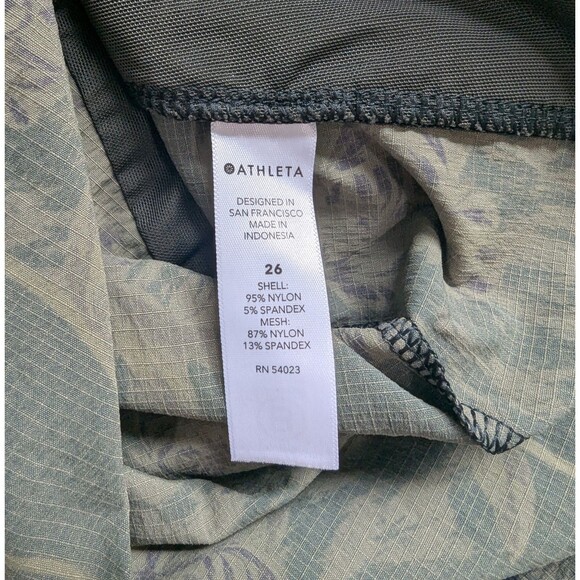 ATHLETA
DESIGNED IN
SAN FRANCISCO
MADE IN
INDONESIA
26
SHELL:
95% NYLON
5% SPANDEX
MESH:
87% NYLON
13% SPANDEX
RN 54023